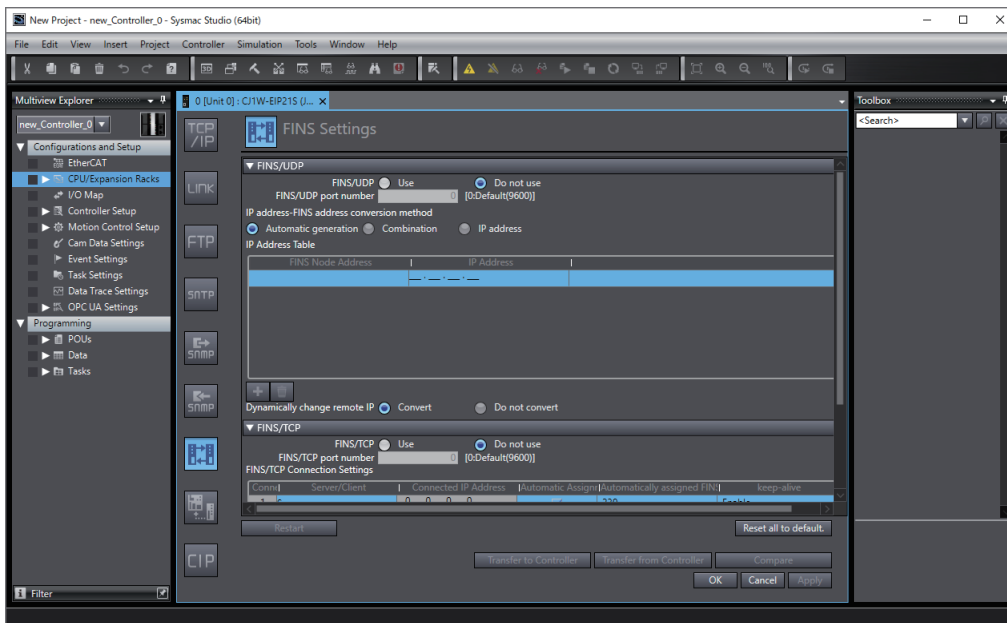 New Project - new_Controller_0 - Sysmac Studio (64bit)
File Edit View Insert Project Controller Simulation Tools Window Help
Multiview Explorer
new_Controller_0
Configurations and Setup
EtherCAT
CPU/Expansion Racks
I/O Map
Controller Setup
Motion Control Setup
Cam Data Settings
Event Settings
Task Settings
Data Trace Settings
OPC UA Settings
Programming
POUs
Data
Tasks
Filter
0 [Unit 0] : CJ1W-EIP21S (J...
TCP/IP
LINK
FTP
SNTP
SNMP
SNMP
CIP
FINS Settings
FINS/UDP
FINS/UDP Use Do not use
FINS/UDP port number 0 [0:Default(9600)]
IP address-FINS address conversion method
Automatic generation Combination IP address
IP Address Table
FINS Node Address IP Address
Dynamically change remote IP Convert Do not convert
FINS/TCP
FINS/TCP Use Do not use
FINS/TCP port number 0 [0:Default(9600)]
FINS/TCP Connection Settings
Conne Server/Client Connected IP Address Automatic Assign Automatically assigned FINS keep-alive
Restart Reset all to default.
Transfer to Controller Transfer from Controller Compare
OK Cancel Apply
Toolbox
<Search>